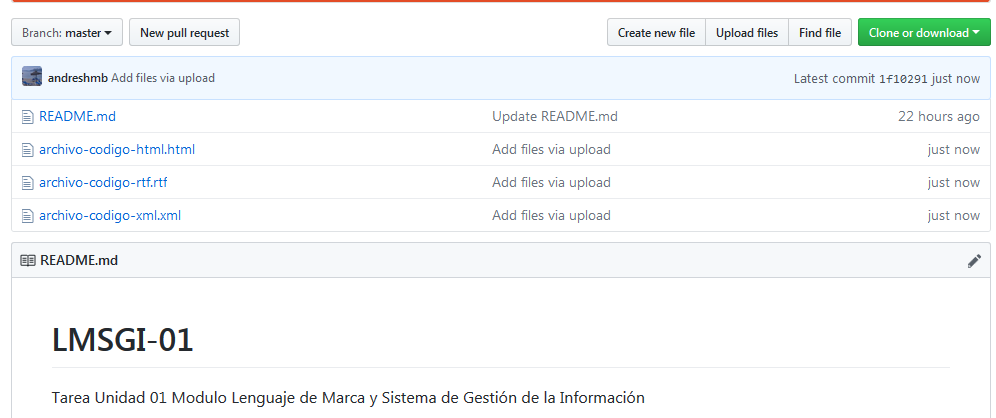 Branch: master New pull request Create new file Upload files Find file Clone or download
andreshmb Add files via upload Latest commit 1f10291 just now
README.md Update README.md 22 hours ago
archivo-codigo-html.html Add files via upload just now
archivo-codigo-rtf.rtf Add files via upload just now
archivo-codigo-xml.xml Add files via upload just now
README.md
LMSGI-01
Tarea Unidad 01 Modulo Lenguaje de Marca y Sistema de Gestión de la Información